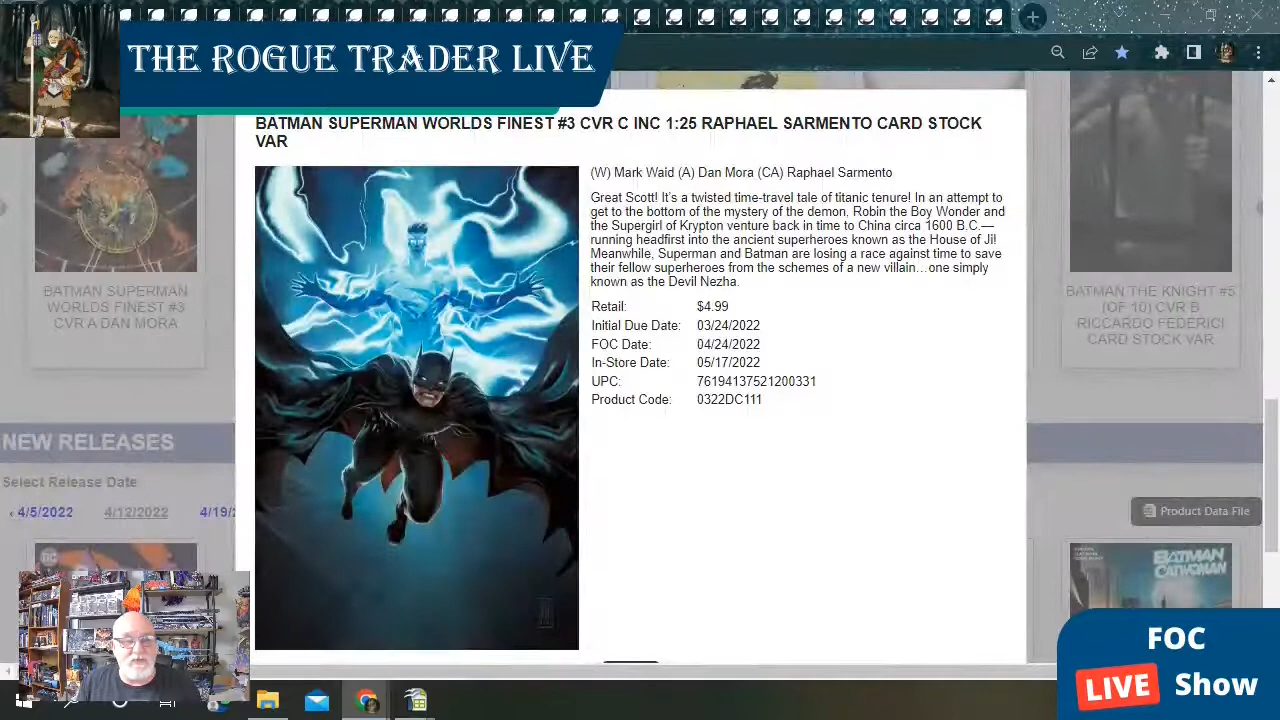 THE ROGUE TRADER LIVE
BATMAN SUPERMAN WORLDS FINEST #3 CVR C INC 1:25 RAPHAEL SARMENTO CARD STOCK
VAR
(W) Mark Waid (A) Dan Mora (CA) Raphael Sarmento
Great Scott! It's a twisted time-travel tale of titanic tenure! In an attempt to
get to the bottom of the mystery of the demon, Robin the Boy Wonder and
the Supergirl of Krypton venture back in time to China circa 1600 B.C.—
running headfirst into the ancient superheroes known as the House of Ji!
Meanwhile, Superman and Batman are losing a race against time to save
their fellow superheroes from the schemes of a new villain…one simply
known as the Devil Nezha.
Retail: $4.99
Initial Due Date: 03/24/2022
FOC Date: 04/24/2022
In-Store Date: 05/17/2022
UPC: 76194137521200331
Product Code: 0322DC111
BATMAN SUPERMAN
WORLDS FINEST #3
CVR A DAN MORA
BATMAN THE KNIGHT #5
(OF 10) CVR B
RICCARDO FEDERICI
CARD STOCK VAR
NEW RELEASES
Select Release Date
‹ 4/5/2022 4/12/2022 4/19/2
Product Data File
DC
BATMAN
CATWOMAN
FOC
LIVE Show